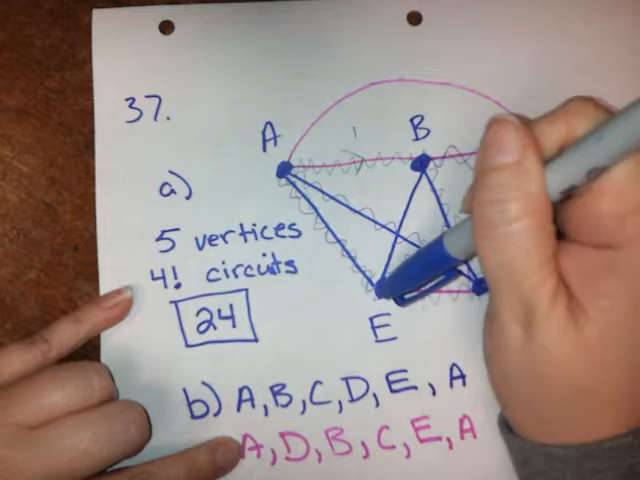 37.
A
B
a)
5 vertices
4! circuits
24
E
b) A, B, C, D, E, A
A, D, B, C, E, A